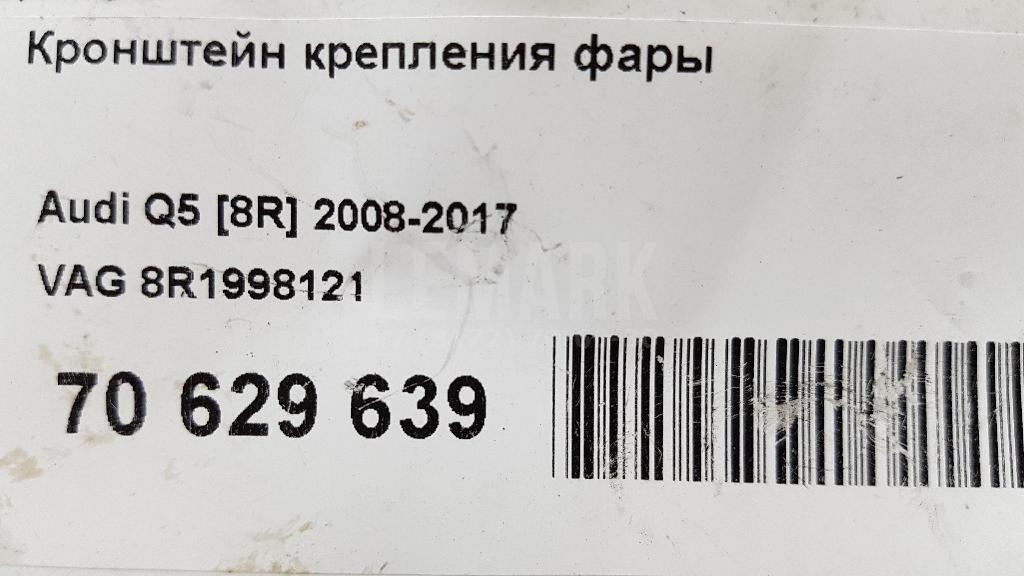 Кронштейн крепления фары
Audi Q5 [8R] 2008-2017
VAG 8R1998121
70 629 639